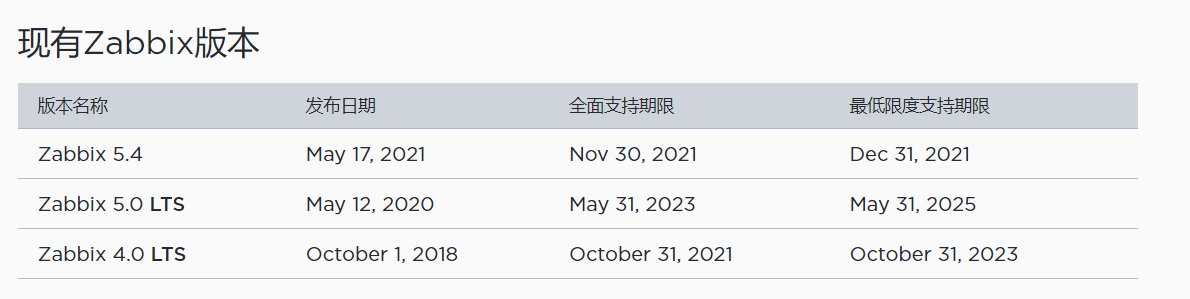 现有Zabbix版本
版本名称 发布日期 全面支持期限 最低限度支持期限
Zabbix 5.4 May 17, 2021 Nov 30, 2021 Dec 31, 2021
Zabbix 5.0 LTS May 12, 2020 May 31, 2023 May 31, 2025
Zabbix 4.0 LTS October 1, 2018 October 31, 2021 October 31, 2023